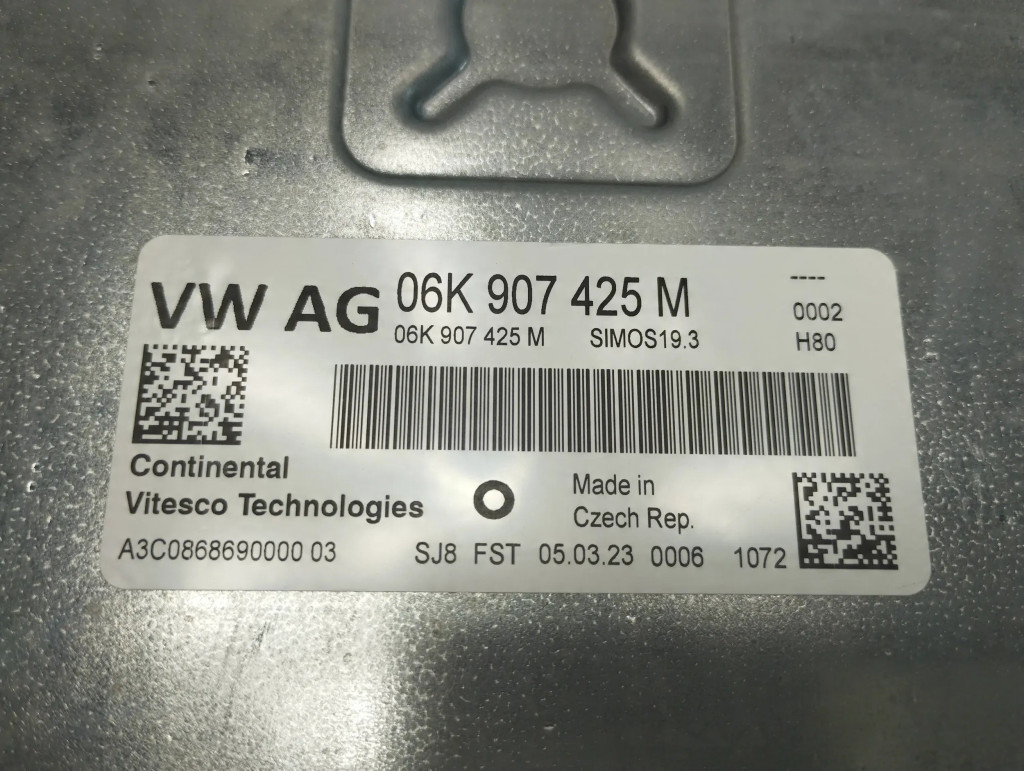 VW AG 06K 907 425 M ----
06K 907 425 M SIMOS19.3 0002
H80
Continental
Vitesco Technologies
Made in
Czech Rep.
A3C0868690000 03 SJ8 FST 05.03.23 0006 1072